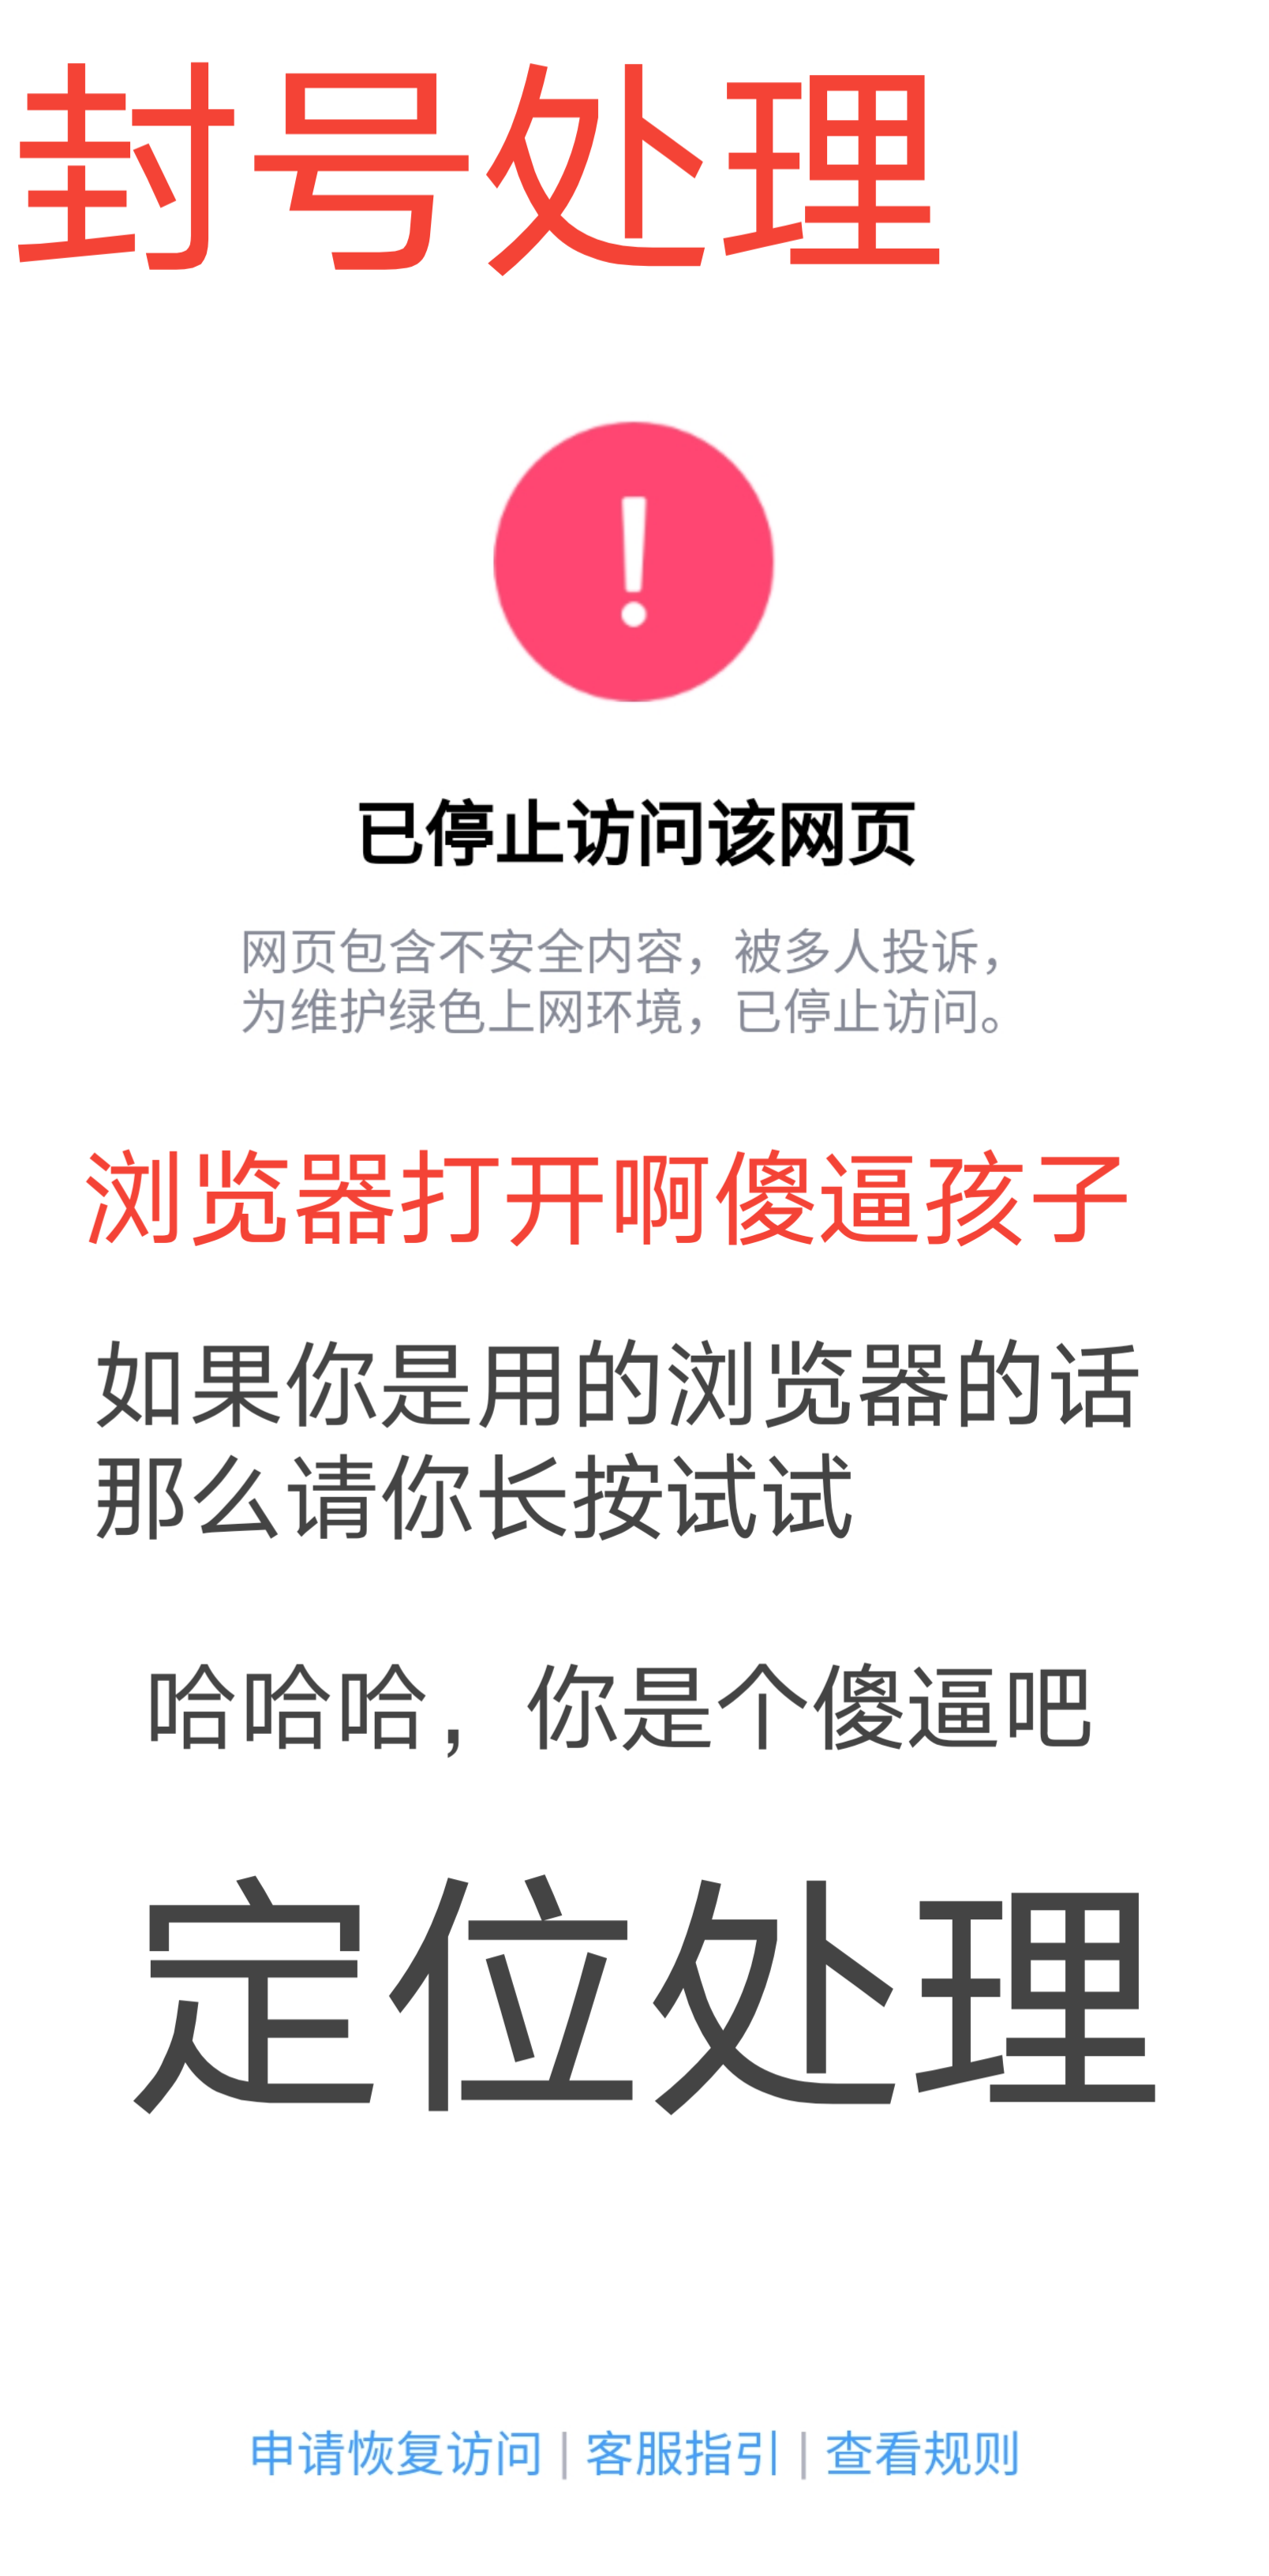 封号处理
!
已停止访问该网页
网页包含不安全内容，被多人投诉，
为维护绿色上网环境，已停止访问。
浏览器打开啊傻逼孩子
如果你是用的浏览器的话
那么请你长按试试
哈哈哈，你是个傻逼吧
定位处理
申请恢复访问 | 客服指引 | 查看规则